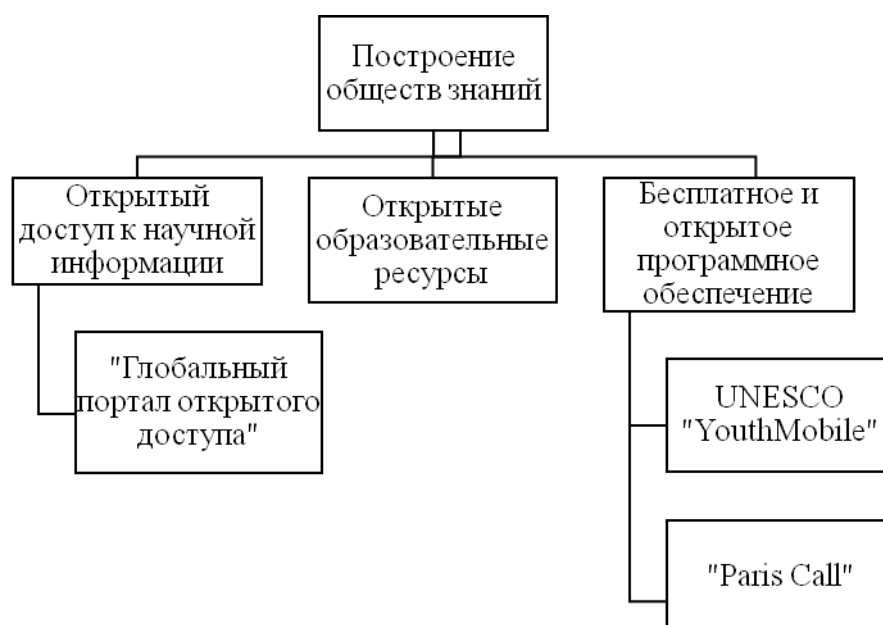 Построение
обществ знаний
Открытый
доступ к научной
информации
Открытые
образовательные
ресурсы
Бесплатное и
открытое
программное
обеспечение
"Глобальный
портал открытого
доступа"
UNESCO
"YouthMobile"
"Paris Call"